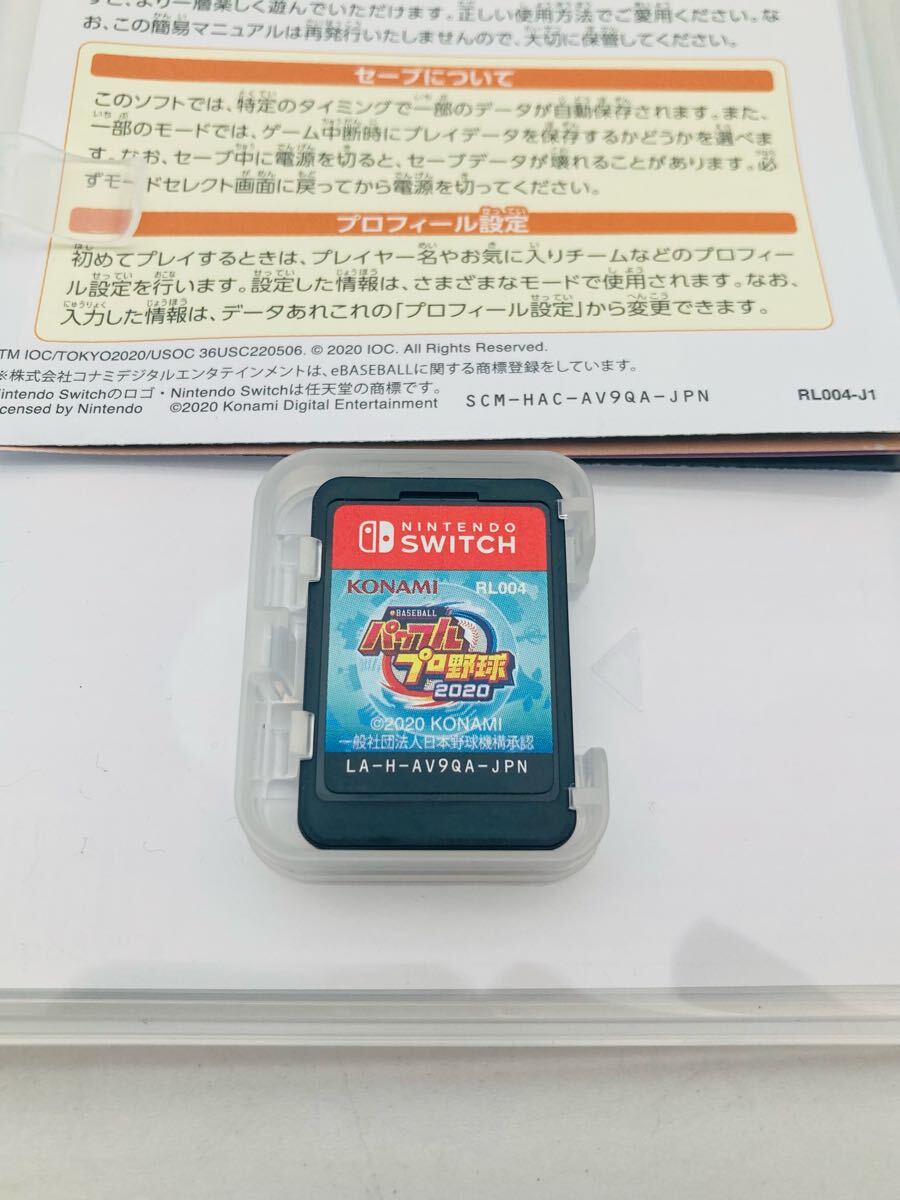 すと、より一層楽しく遊んでいただけます。正しい使用方法でご愛用ください。な
お、この簡易マニュアルは再発行いたしませんので、大切に保管してください。
セーブについて
このソフトでは、特定のタイミングで一部のデータが自動保存されます。また、
一部のモードでは、ゲーム中断時にプレイデータを保存するかどうかを選べま
す。なお、セーブ中に電源を切ると、セーブデータが壊れることがあります。必
ずモードセレクト画面に戻ってから電源を切ってください。
プロフィール設定
初めてプレイするときは、プレイヤー名やお気に入りチームなどのプロフィー
ル設定を行います。設定した情報は、さまざまなモードで使用されます。なお、
入力した情報は、データあれこれの「プロフィール設定」から変更できます。
TM IOC/TOKYO2020/USOC 36USC220506. © 2020 IOC. All Rights Reserved.
※株式会社コナミデジタルエンタテインメントは、eBASEBALLに関する商標登録をしています。
intendo Switchのロゴ・Nintendo Switchは任天堂の商標です。
icensed by Nintendo ©2020 Konami Digital Entertainment SCM-HAC-AV9QA-JPN RL004-J1
NINTENDO
SWITCH
KONAMI RL004
eBASEBALL
パワフル
プロ野球
2020
©2020 KONAMI
一般社団法人日本野球機構承認
LA-H-AV9QA-JPN